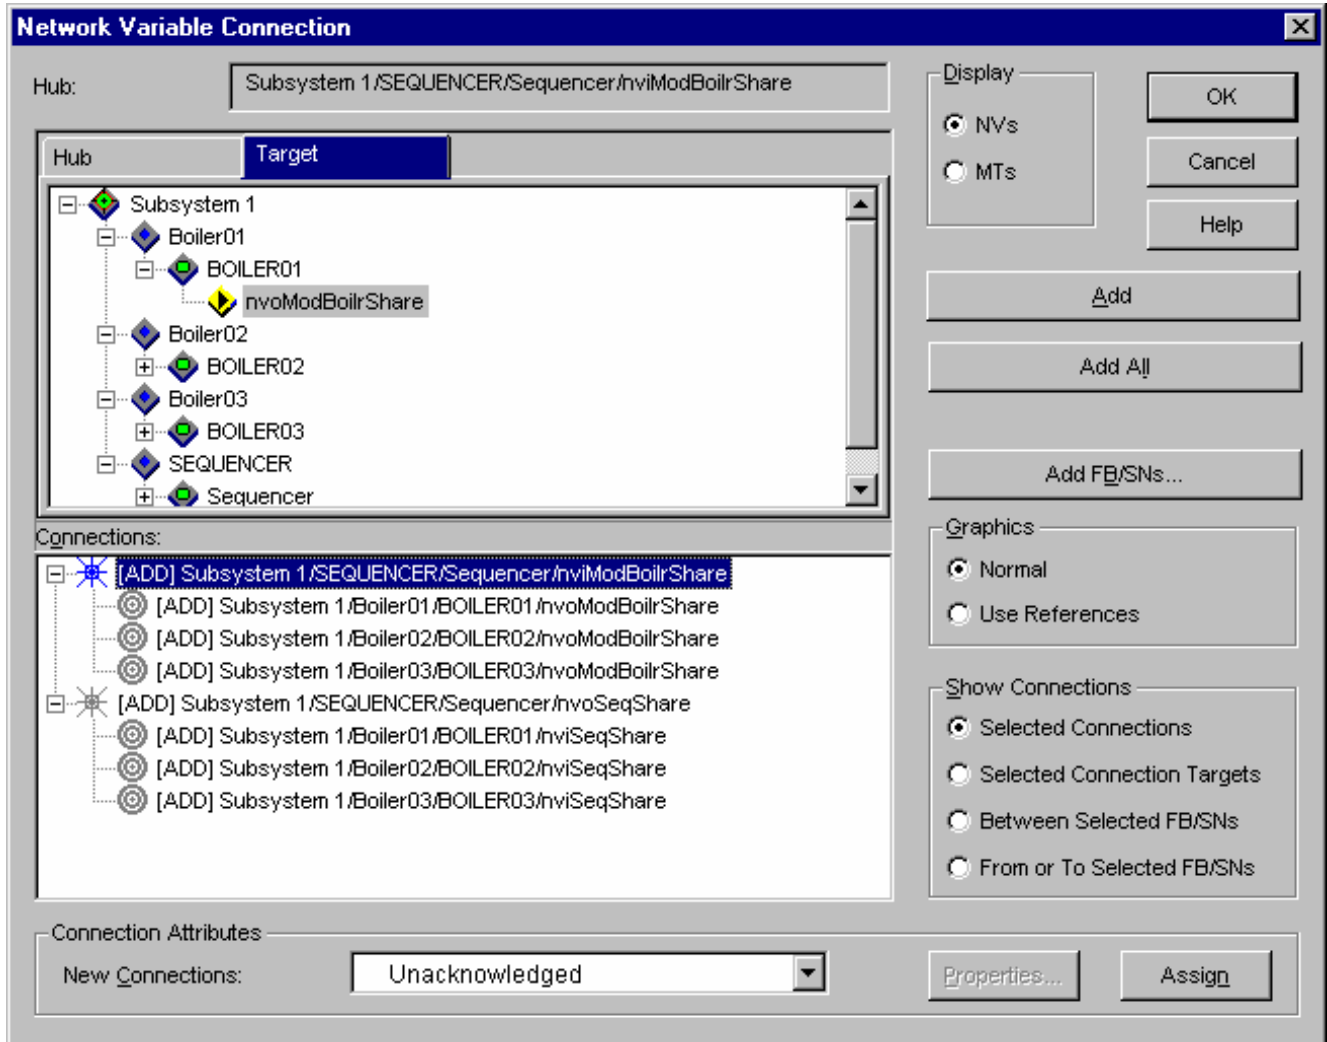 Network Variable Connection
Hub:
Subsystem 1/SEQUENCER/Sequencer/nviModBoilrShare
Hub
Target
Subsystem 1
Boiler01
BOILER01
nvoModBoilrShare
Boiler02
BOILER02
Boiler03
BOILER03
SEQUENCER
Sequencer
Connections:
[ADD] Subsystem 1/SEQUENCER/Sequencer/nviModBoilrShare
[ADD] Subsystem 1/Boiler01/BOILER01/nvoModBoilrShare
[ADD] Subsystem 1/Boiler02/BOILER02/nvoModBoilrShare
[ADD] Subsystem 1/Boiler03/BOILER03/nvoModBoilrShare
[ADD] Subsystem 1/SEQUENCER/Sequencer/nvoSeqShare
[ADD] Subsystem 1/Boiler01/BOILER01/nviSeqShare
[ADD] Subsystem 1/Boiler02/BOILER02/nviSeqShare
[ADD] Subsystem 1/Boiler03/BOILER03/nviSeqShare
Display
NVs
MTs
OK
Cancel
Help
Add
Add All
Add FB/SNs...
Graphics
Normal
Use References
Show Connections
Selected Connections
Selected Connection Targets
Between Selected FB/SNs
From or To Selected FB/SNs
Connection Attributes
New Connections:
Unacknowledged
Properties...
Assign